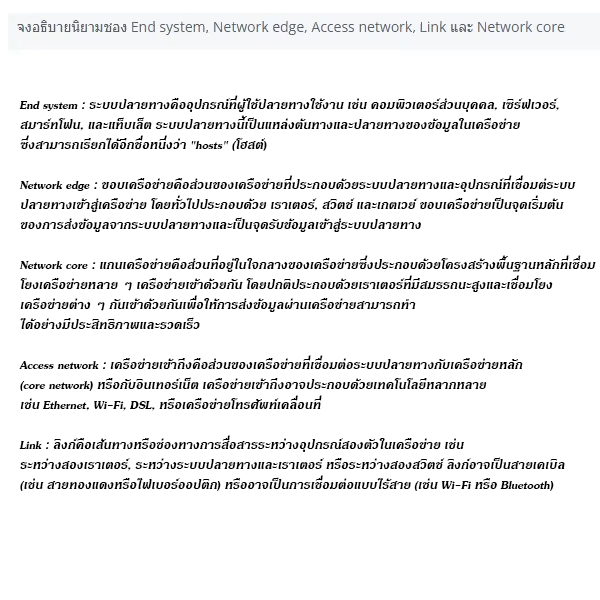 จงอธิบายนิยามของ End system, Network edge, Access network, Link และ Network core
End system : ระบบปลายทางคืออุปกรณ์ที่ผู้ใช้ปลายทางใช้งาน เช่น คอมพิวเตอร์ส่วนบุคคล, เซิร์ฟเวอร์,
สมาร์ทโฟน, และแท็บเล็ต ระบบปลายทางนี้เป็นแหล่งต้นทางและปลายทางของข้อมูลในเครือข่าย
ซึ่งสามารถเรียกได้อีกชื่อหนึ่งว่า "hosts" (โฮสต์)
Network edge : ขอบเครือข่ายคือส่วนของเครือข่ายที่ประกอบด้วยระบบปลายทางและอุปกรณ์ที่เชื่อมต่ระบบ
ปลายทางเข้าสู่เครือข่าย โดยทั่วไปประกอบด้วย เราเตอร์, สวิตช์ และเกตเวย์ ขอบเครือข่ายเป็นจุดเริ่มต้น
ของการส่งข้อมูลจากระบบปลายทางและเป็นจุดรับข้อมูลเข้าสู่ระบบปลายทาง
Network core : แกนเครือข่ายคือส่วนที่อยู่ในใจกลางของเครือข่ายซึ่งประกอบด้วยโครงสร้างพื้นฐานหลักที่เชื่อม
โยงเครือข่ายหลาย ๆ เครือข่ายเข้าด้วยกัน โดยปกติประกอบด้วยเราเตอร์ที่มีสมรรถนะสูงและเชื่อมโยง
เครือข่ายต่าง ๆ กันเข้าด้วยกันเพื่อให้การส่งข้อมูลผ่านเครือข่ายสามารถทำ
ได้อย่างมีประสิทธิภาพและรวดเร็ว
Access network : เครือข่ายเข้าถึงคือส่วนของเครือข่ายที่เชื่อมต่อระบบปลายทางกับเครือข่ายหลัก
(core network) หรือกับอินเทอร์เน็ต เครือข่ายเข้าถึงอาจประกอบด้วยเทคโนโลยีหลากหลาย
เช่น Ethernet, Wi-Fi, DSL, หรือเครือข่ายโทรศัพท์เคลื่อนที่
Link : ลิงก์คือเส้นทางหรือช่องทางการสื่อสารระหว่างอุปกรณ์สองตัวในเครือข่าย เช่น
ระหว่างสองเราเตอร์, ระหว่างระบบปลายทางและเราเตอร์ หรือระหว่างสองสวิตช์ ลิงก์อาจเป็นสายเคเบิล
(เช่น สายทองแดงหรือไฟเบอร์ออปติก) หรืออาจเป็นการเชื่อมต่อแบบไร้สาย (เช่น Wi-Fi หรือ Bluetooth)